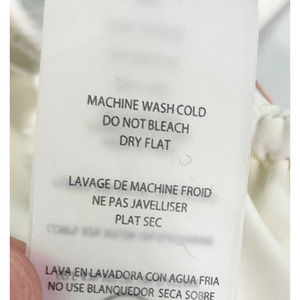 MACHINE WASH COLD
DO NOT BLEACH
DRY FLAT
LAVAGE DE MACHINE FROID
NE PAS JAVELLISER
PLAT SEC
LAVA EN LAVADORA CON AGUA FRIA
NO USE BLANQUEDOR SECA SOBRE